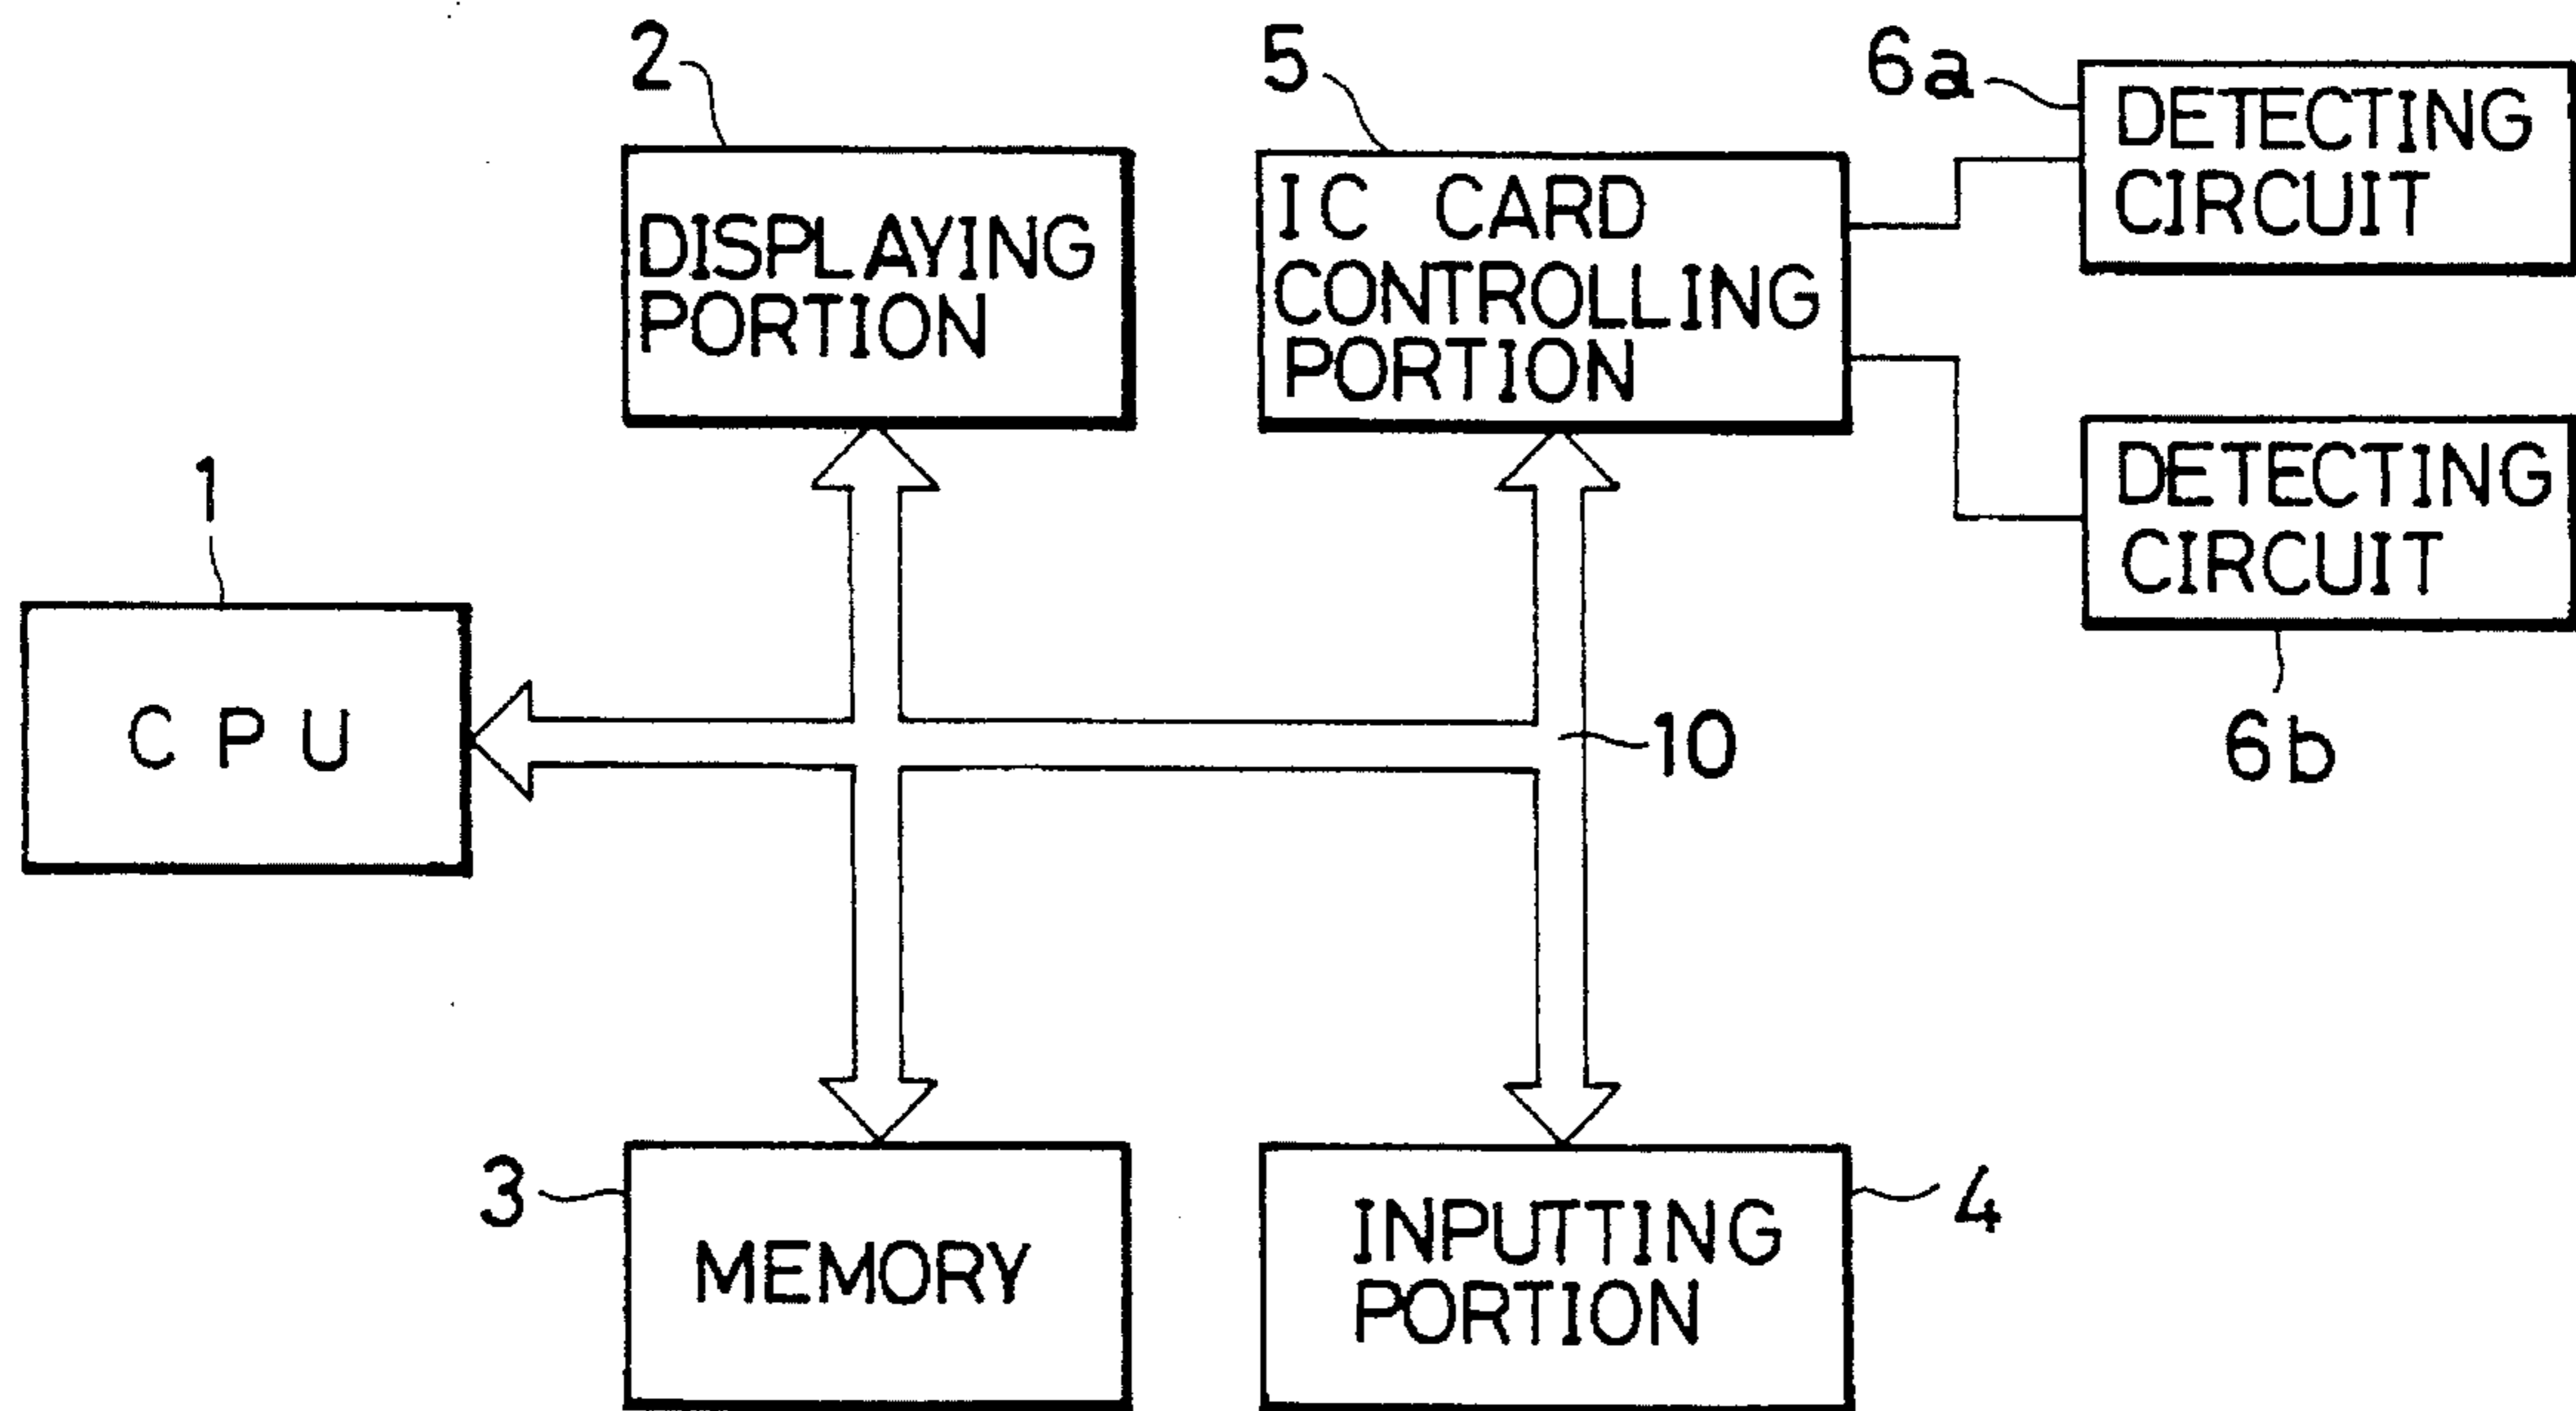 2
5
6a
DETECTING
CIRCUIT
DISPLAYING
PORTION
IC CARD
CONTROLLING
PORTION
DETECTING
CIRCUIT
6b
1
CPU
10
3
MEMORY
INPUTTING
PORTION
4